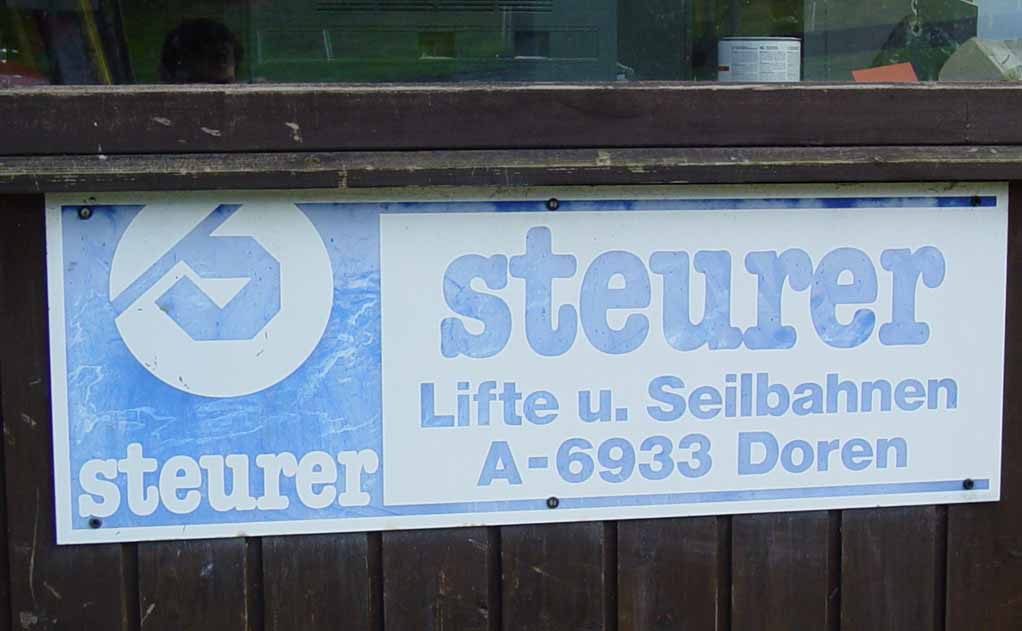 steurer
steurer
Lifte u. Seilbahnen
A-6933 Doren